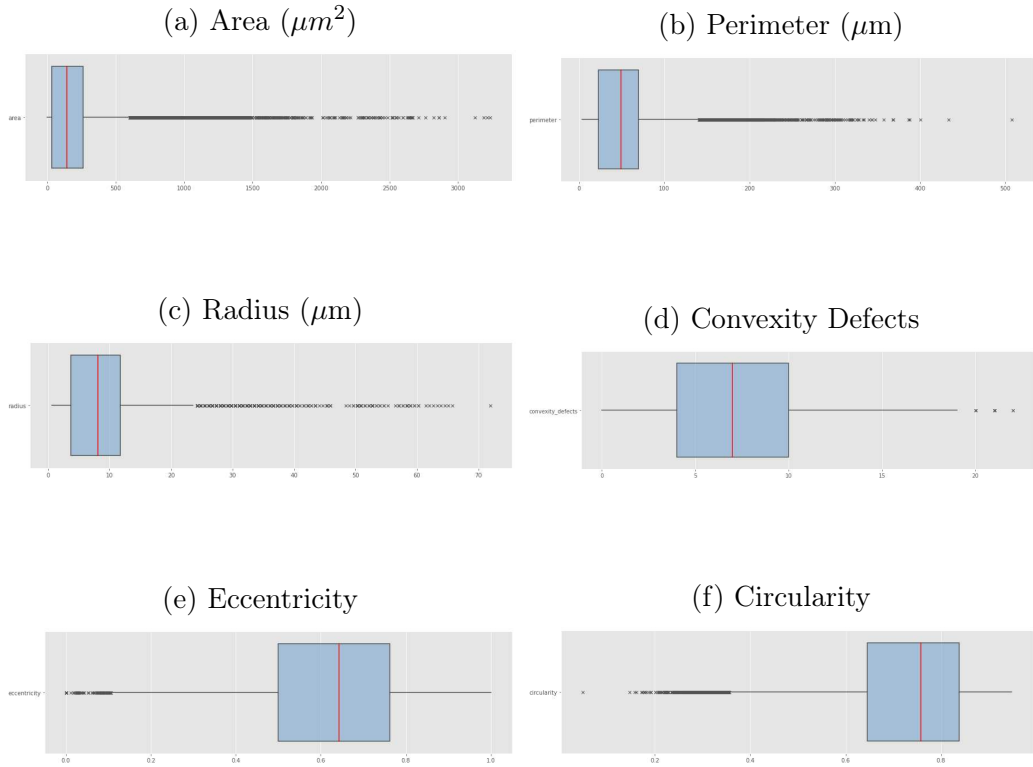 (a) Area (μm²)
area
0 500 1000 1500 2000 2500 3000
(b) Perimeter (μm)
perimeter
0 100 200 300 400 500
(c) Radius (μm)
radius
0 10 20 30 40 50 60 70
(d) Convexity Defects
convexity_defects
0 5 10 15 20
(e) Eccentricity
eccentricity
0.0 0.2 0.4 0.6 0.8 1.0
(f) Circularity
circularity
0.2 0.4 0.6 0.8